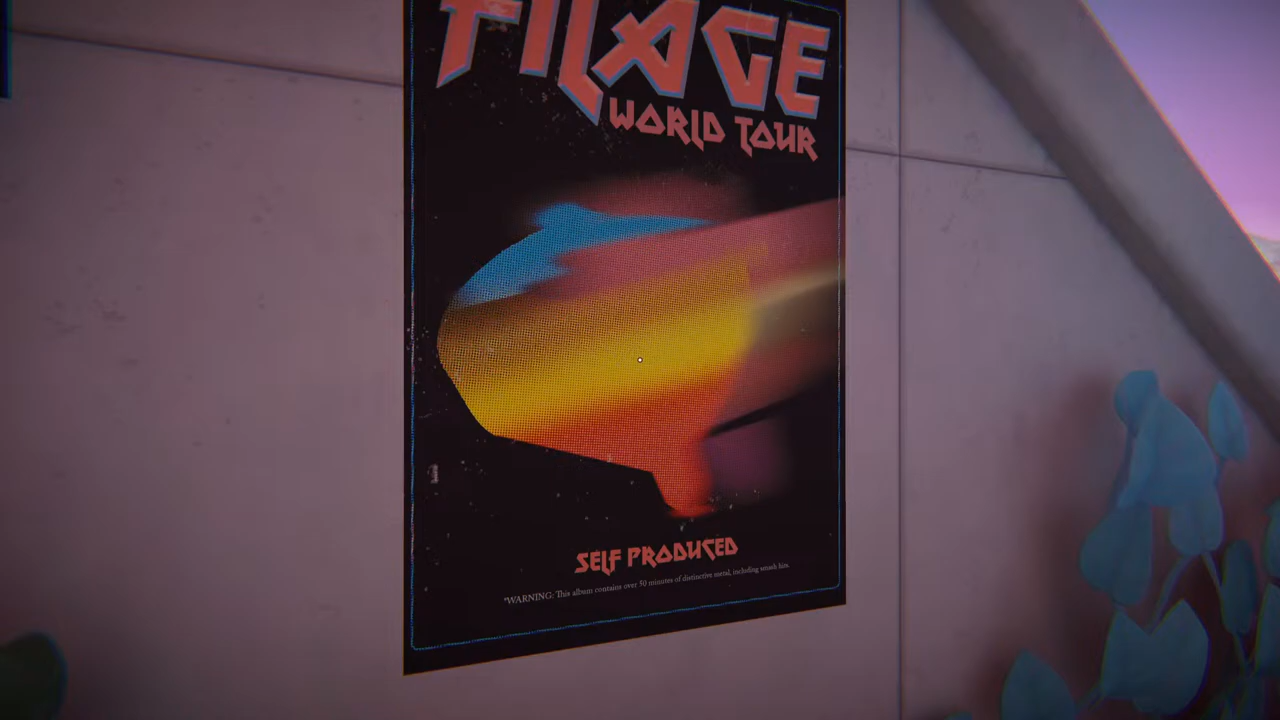 FILAGE
WORLD TOUR
SELF PRODUCED
*WARNING: This album contains over 50 minutes of distinctive metal, including smash hits.